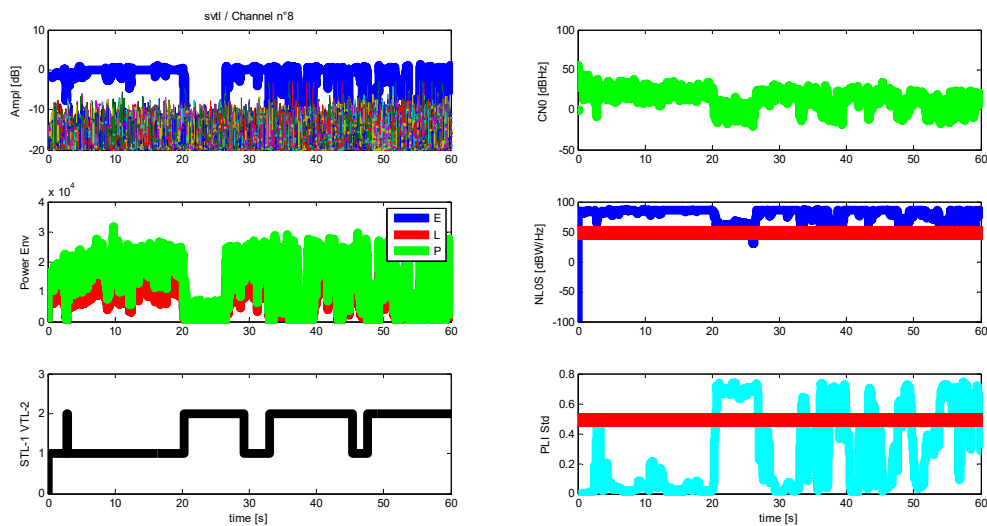 svtl / Channel n°8
Ampl [dB]
10
0
-10
-20
0 10 20 30 40 50 60
CN0 [dBHz]
100
50
0
-50
0 10 20 30 40 50 60
x 10^4
Power Env
4
3
2
1
0
E
L
P
0 10 20 30 40 50 60
NL0S [dBW/Hz]
100
50
0
-50
-100
0 10 20 30 40 50 60
STL-1 VTL-2
3
2
1
0
0 10 20 30 40 50 60
time [s]
PLI Std
0.8
0.6
0.4
0.2
0
0 10 20 30 40 50 60
time [s]